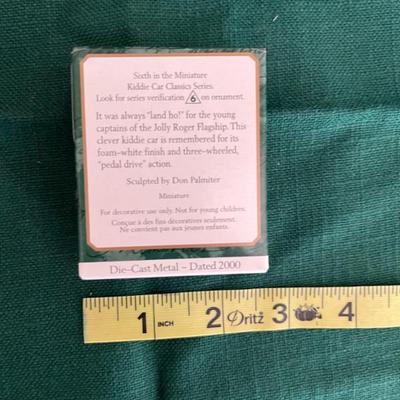 Sixth in the Miniature
Kiddie Car Classics Series.
Look for series verification 6 on ornament.
It was always "land ho!" for the young
captains of the Jolly Roger Flagship. This
clever kiddie car is remembered for its
foam-white finish and three-wheeled,
"pedal drive" action.
Sculpted by Don Palmiter
Miniature
For decorative use only. Not for young children.
Conçue à des fins décoratives seulement.
Ne convient pas aux jeunes enfants.
Die-Cast Metal - Dated 2000
1 INCH 2 Dritz 3 4